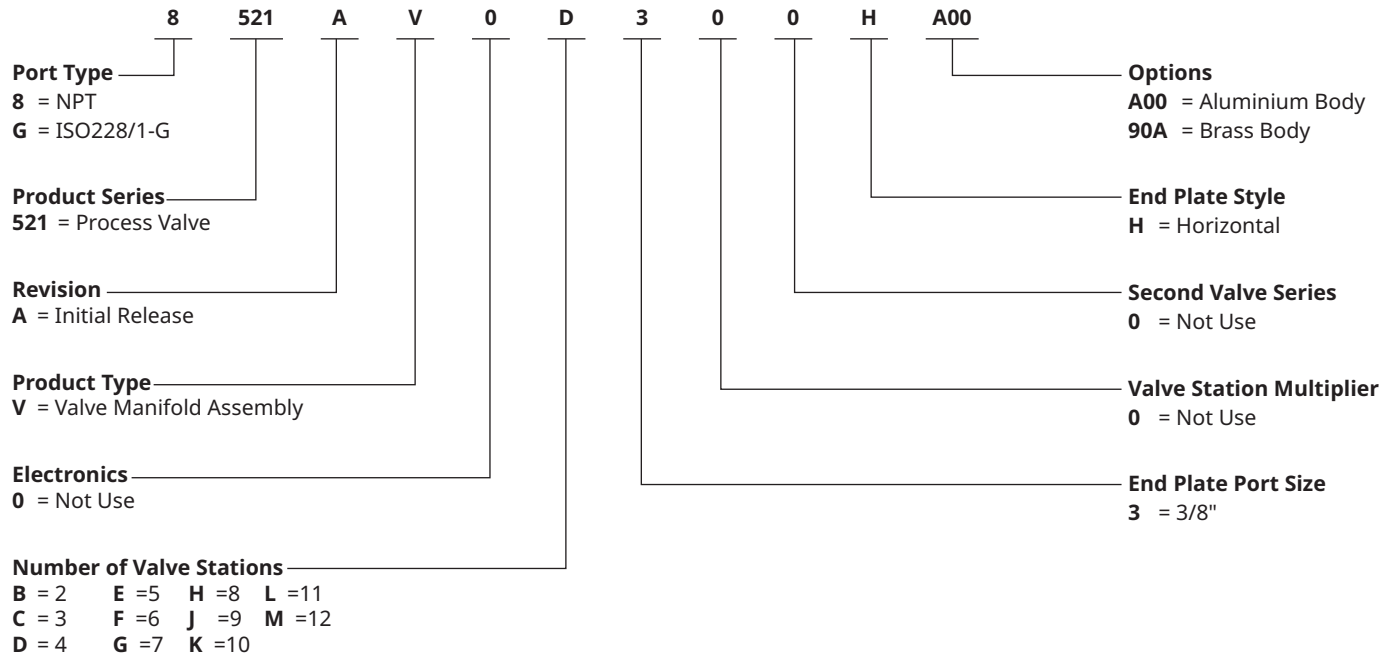 8 521 A V 0 D 3 0 0 H A00
Port Type
8 = NPT
G = ISO228/1-G
Product Series
521 = Process Valve
Revision
A = Initial Release
Product Type
V = Valve Manifold Assembly
Electronics
0 = Not Use
Number of Valve Stations
B = 2 E =5 H =8 L =11
C = 3 F =6 J =9 M =12
D = 4 G =7 K =10
Options
A00 = Aluminium Body
90A = Brass Body
End Plate Style
H = Horizontal
Second Valve Series
0 = Not Use
Valve Station Multiplier
0 = Not Use
End Plate Port Size
3 = 3/8"